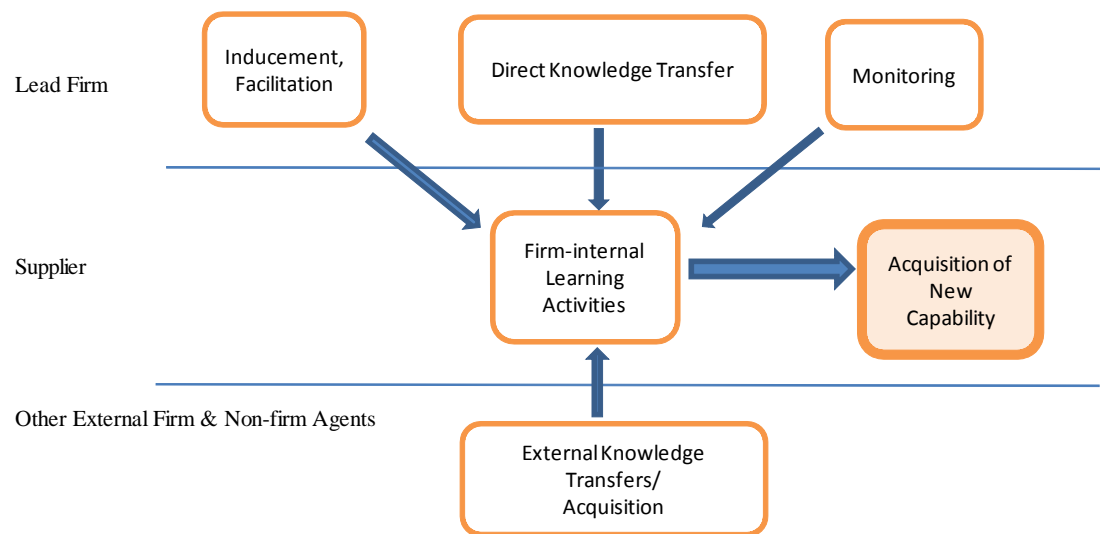 Lead Firm
Inducement,
Facilitation
Direct Knowledge Transfer
Monitoring
Supplier
Firm-internal
Learning
Activities
Acquisition of
New
Capability
Other External Firm & Non-firm Agents
External Knowledge
Transfers/
Acquisition